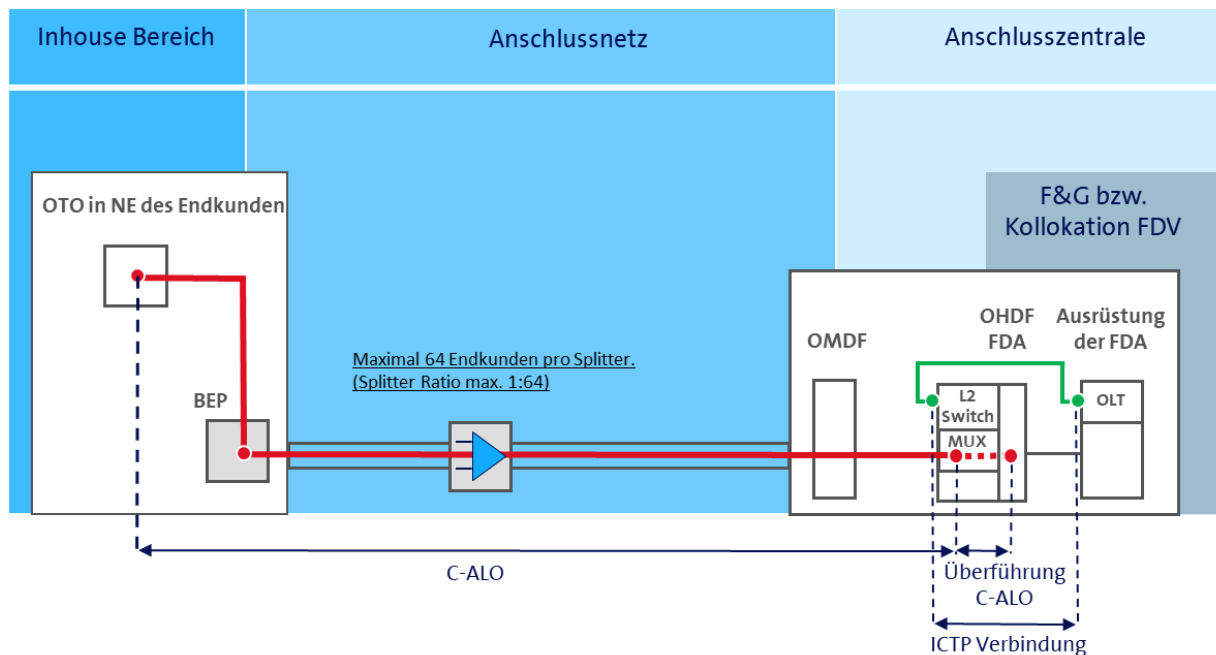 Inhouse Bereich
Anschlussnetz
Anschlusszentrale
F&G bzw.
Kollokation FDV
OTO in NE des Endkunden
BEP
Maximal 64 Endkunden pro Splitter.
(Splitter Ratio max. 1:64)
OMDF
OHDF
FDA
Ausrüstung
der FDA
L2
Switch
MUX
OLT
C-ALO
Überführung
C-ALO
ICTP Verbindung